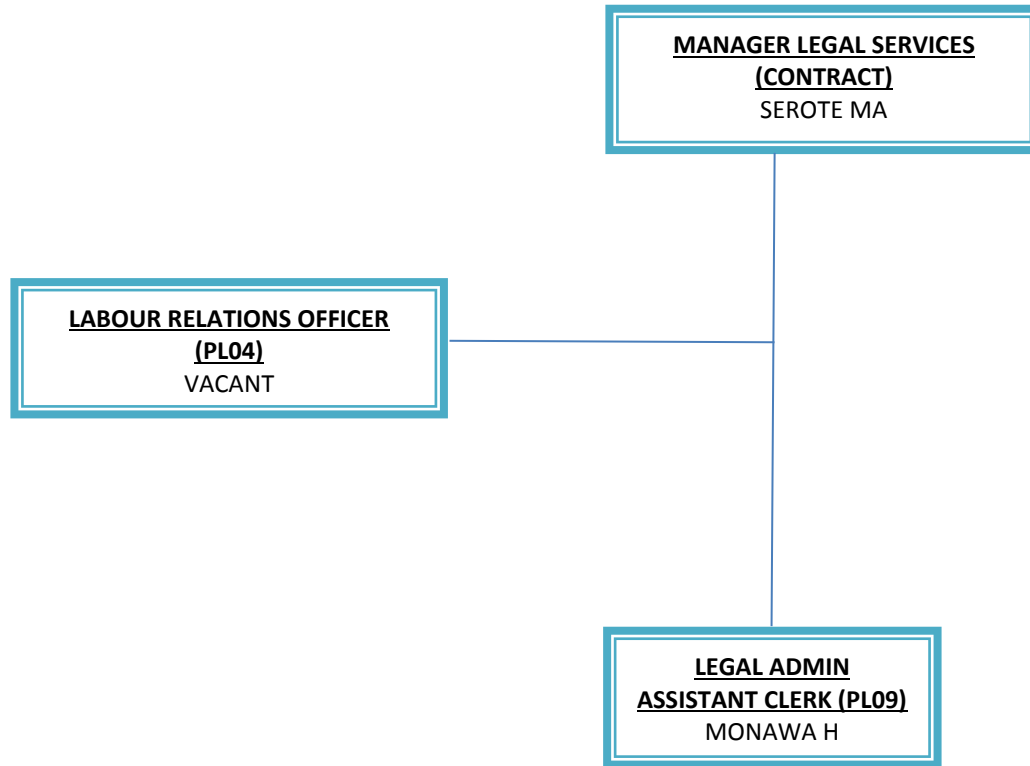 MANAGER LEGAL SERVICES
(CONTRACT)
SEROTE MA
LABOUR RELATIONS OFFICER
(PL04)
VACANT
LEGAL ADMIN
ASSISTANT CLERK (PL09)
MONAWA H